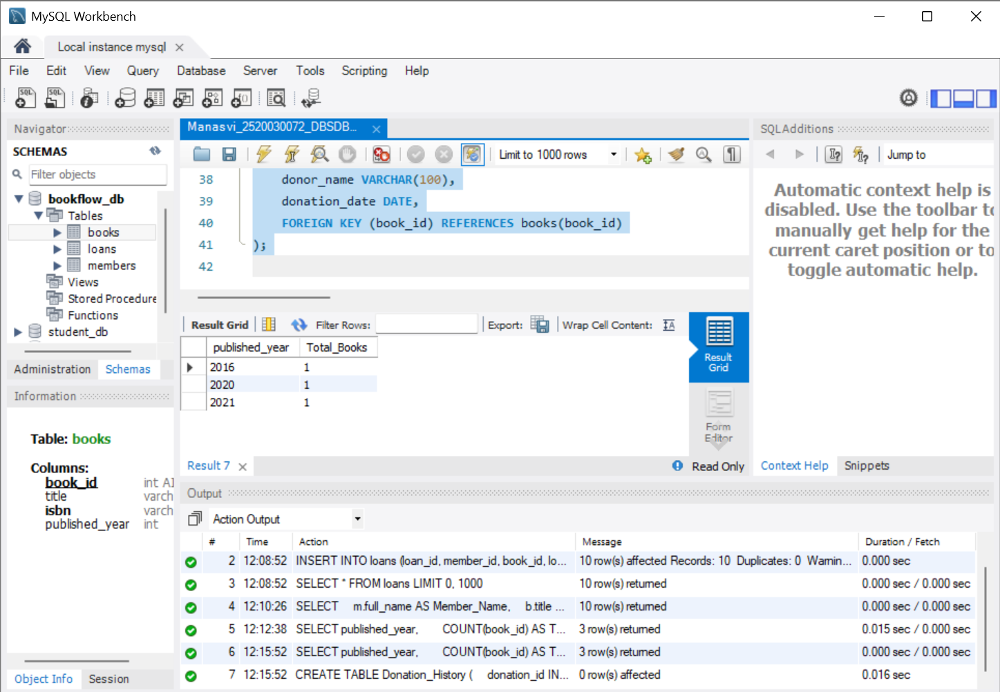 MySQL Workbench
Local instance mysql
File Edit View Query Database Server Tools Scripting Help
Navigator
SCHEMAS
Filter objects
bookflow_db
Tables
books
loans
members
Views
Stored Procedure
Functions
student_db
Administration Schemas
Information
Table: books
Columns:
book_id int AI
title varch
isbn varch
published_year int
Object Info Session
Manasvi_2520030072_DBSDB...
Limit to 1000 rows
38 donor_name VARCHAR(100),
39 donation_date DATE,
40 FOREIGN KEY (book_id) REFERENCES books(book_id)
41 );
42
Result Grid Filter Rows: Export: Wrap Cell Content:
published_year Total_Books
2016 1
2020 1
2021 1
Result Grid
Form Editor
Result 7 Read Only
SQLAdditions
Jump to
Automatic context help is
disabled. Use the toolbar to
manually get help for the
current caret position or to
toggle automatic help.
Context Help Snippets
Output
Action Output
# Time Action Message Duration / Fetch
2 12:08:52 INSERT INTO loans (loan_id, member_id, book_id, lo... 10 row(s) affected Records: 10 Duplicates: 0 Warnin... 0.000 sec
3 12:08:52 SELECT * FROM loans LIMIT 0, 1000 10 row(s) returned 0.000 sec / 0.000 sec
4 12:10:26 SELECT m.full_name AS Member_Name, b.title ... 10 row(s) returned 0.000 sec / 0.000 sec
5 12:12:38 SELECT published_year, COUNT(book_id) AS T... 3 row(s) returned 0.015 sec / 0.000 sec
6 12:15:52 SELECT published_year, COUNT(book_id) AS T... 3 row(s) returned 0.000 sec / 0.000 sec
7 12:15:52 CREATE TABLE Donation_History ( donation_id IN... 0 row(s) affected 0.016 sec